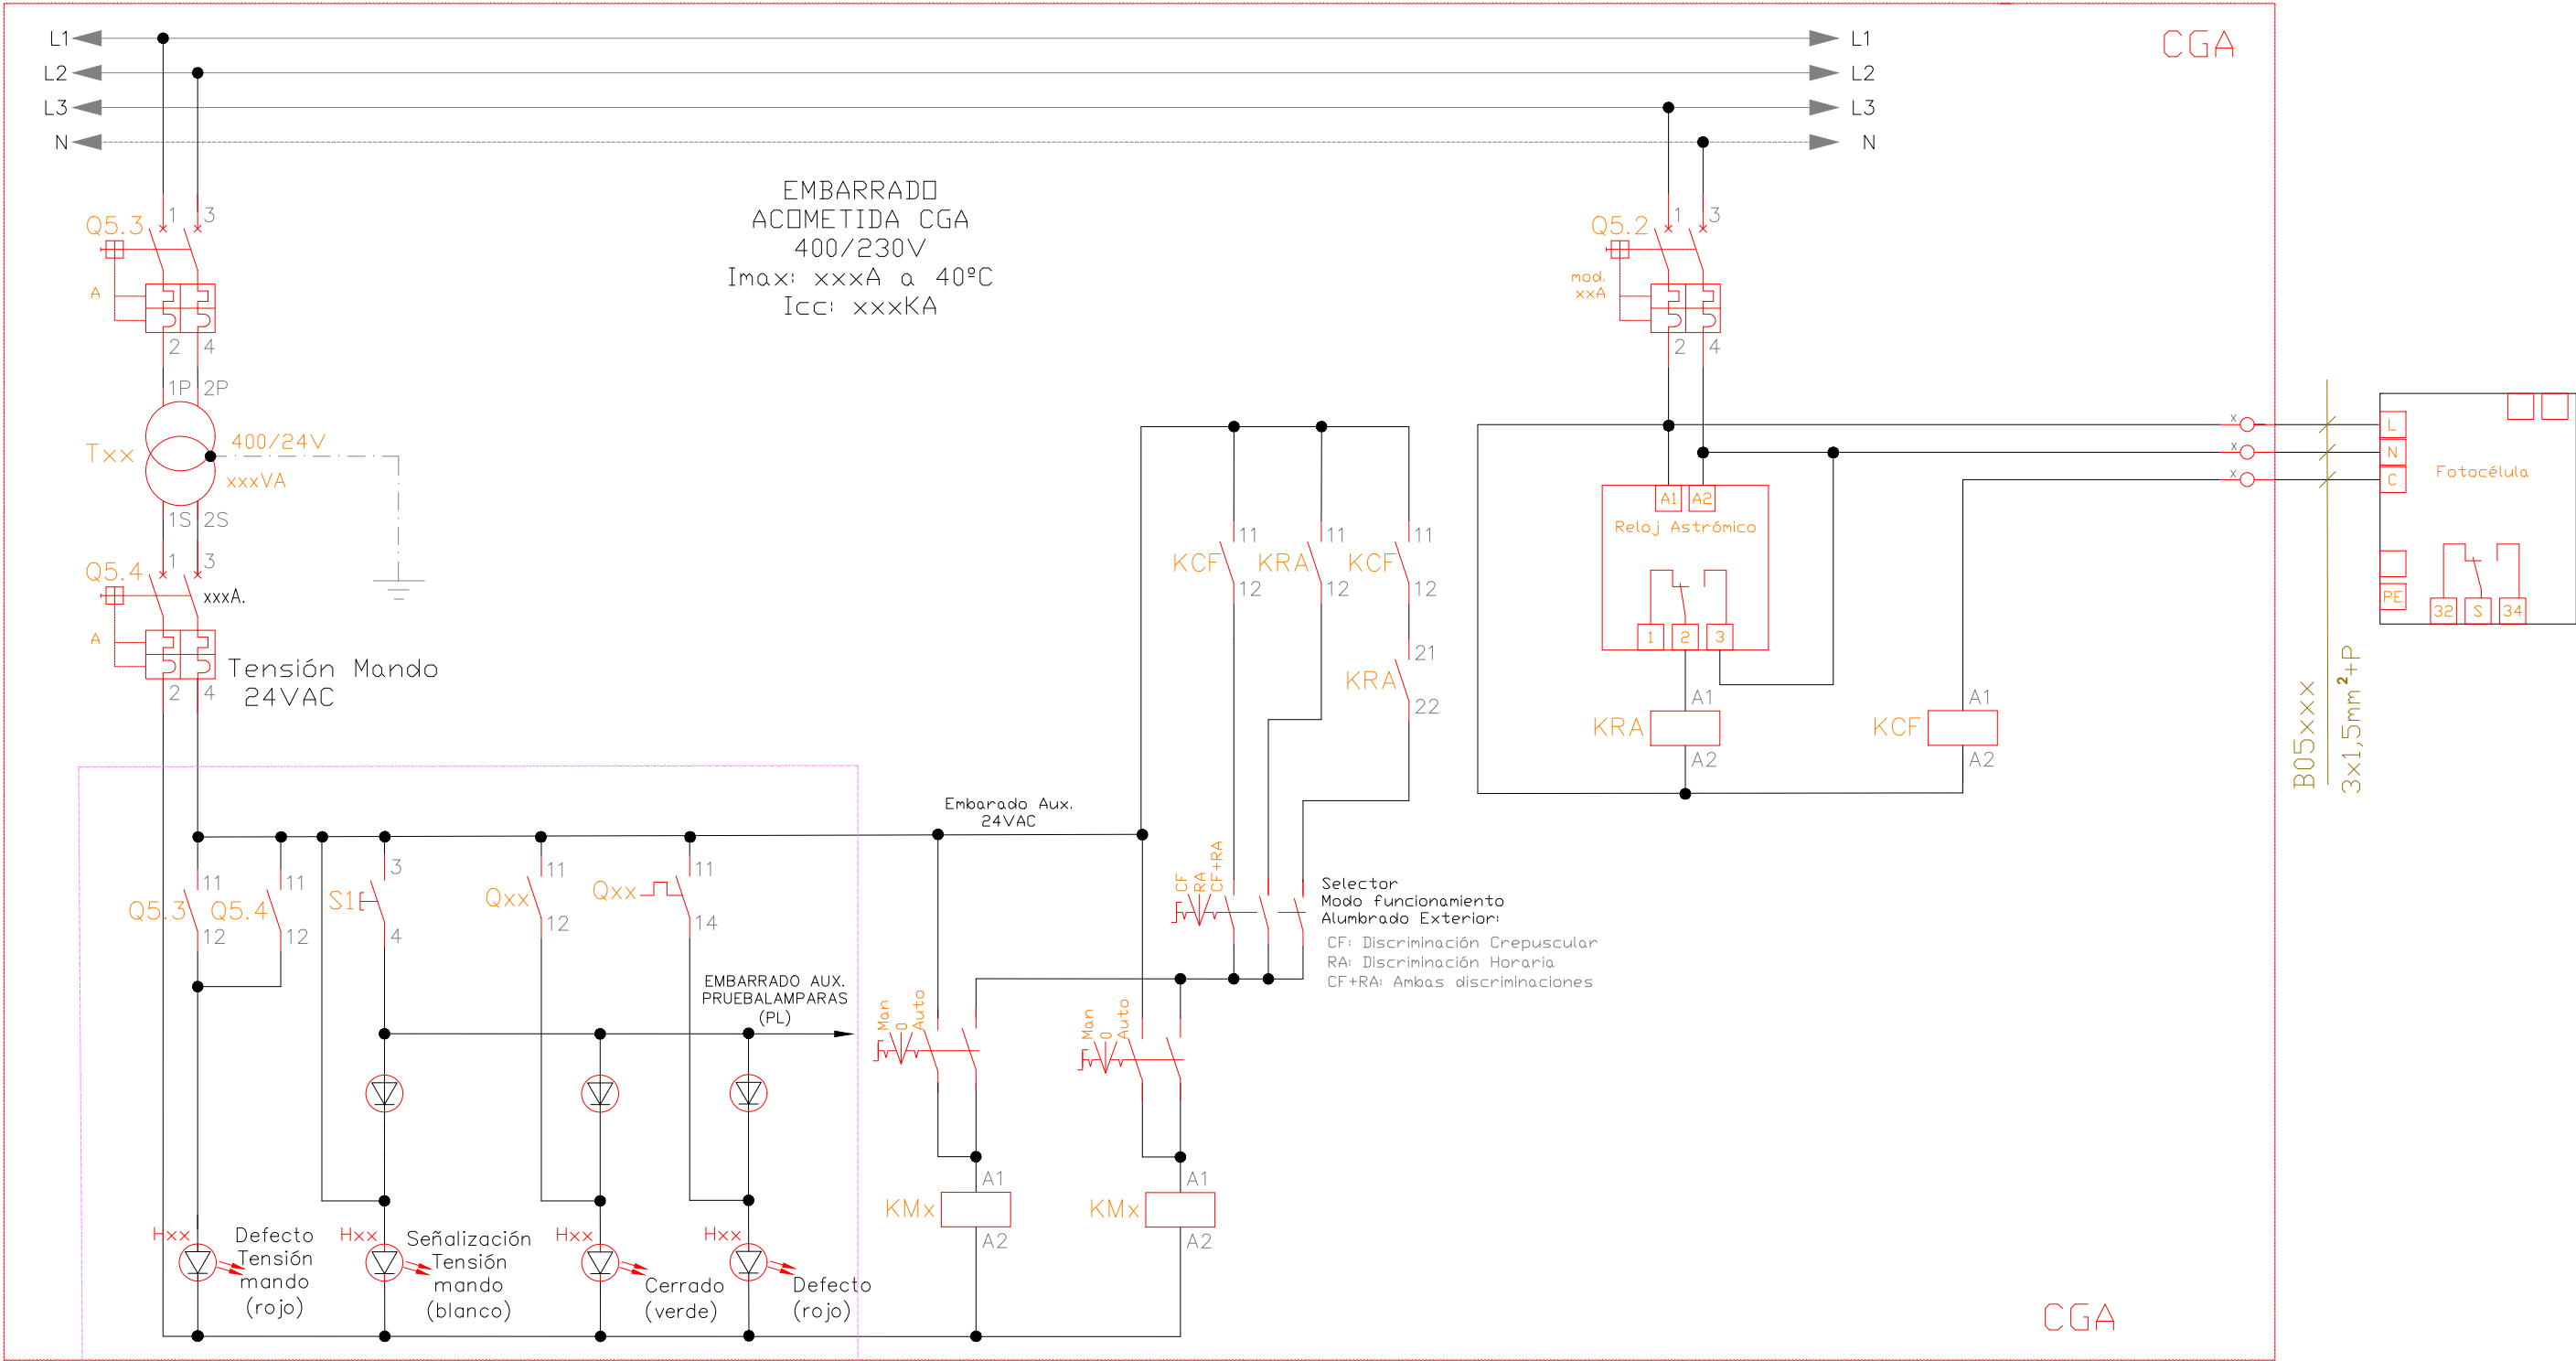 L1
L1
CGA
L2
L2
L3
L3
N
N
EMBARRADO
ACOMETIDA CGA
400/230V
Imax: xxxA a 40ºC
Icc: xxxKA
Q5.3
1
3
A
2
4
1P
2P
Txx
400/24V
xxxVA
1S
2S
Q5.4
1
3
xxxA.
A
2
4
Tensión Mando
24VAC
Q5.2
1
3
mod.
xxA
2
4
A1
A2
Reloj Astrómico
1
2
3
KRA
A1
A2
KCF
A1
A2
x
x
x
L
N
C
Fotocélula
PE
32
S
34
B05xxx
3x1,5mm²+P
KCF
11
12
KRA
11
12
KCF
11
12
KRA
21
22
Embarado Aux.
24VAC
CF
RA
CF+RA
Selector
Modo funcionamiento
Alumbrado Exterior:
CF: Discriminación Crepuscular
RA: Discriminación Horaria
CF+RA: Ambas discriminaciones
Q5.3
11
12
Q5.4
11
12
S1
3
4
Qxx
11
12
Qxx
11
14
EMBARRADO AUX.
PRUEBALAMPARAS
(PL)
Man
0
Auto
Man
0
Auto
KMx
A1
A2
KMx
A1
A2
Hxx
Defecto
Tensión
mando
(rojo)
Hxx
Señalización
Tensión
mando
(blanco)
Hxx
Cerrado
(verde)
Hxx
Defecto
(rojo)
CGA